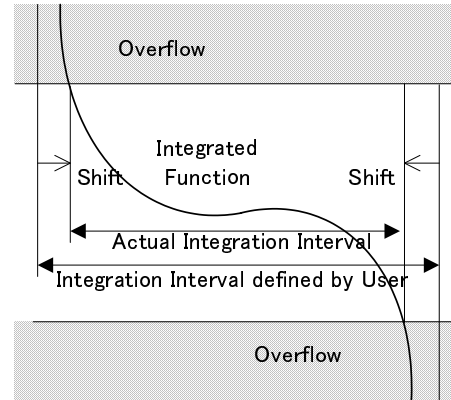 Overflow
Integrated
Function
Shift
Shift
Actual Integration Interval
Integration Interval defined by User
Overflow